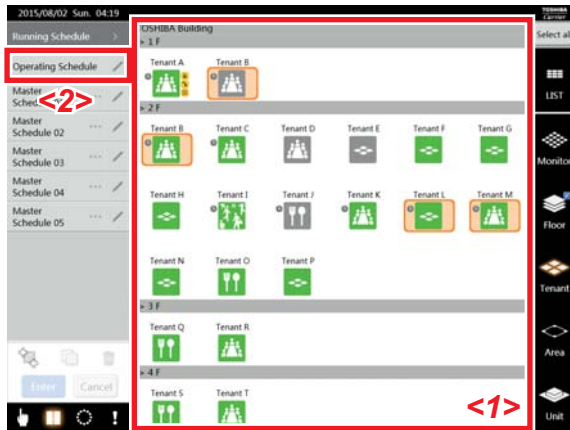 2015/08/02 Sun. 04:19
TOSHIBA
Carrier
Running Schedule >
Operating Schedule
Master
<2>
Master
Schedule 02 ...
Master
Schedule 03 ...
Master
Schedule 04 ...
Master
Schedule 05 ...
Enter Cancel
OSHIBA Building
1 F
Tenant A Tenant B
2 F
Tenant B Tenant C Tenant D Tenant E Tenant F Tenant G
Tenant H Tenant I Tenant J Tenant K Tenant L Tenant M
Tenant N Tenant O Tenant P
3 F
Tenant Q Tenant R
4 F
Tenant S Tenant T
<1>
Select al
LIST
Monito
Floor
Tenant
Area
Unit